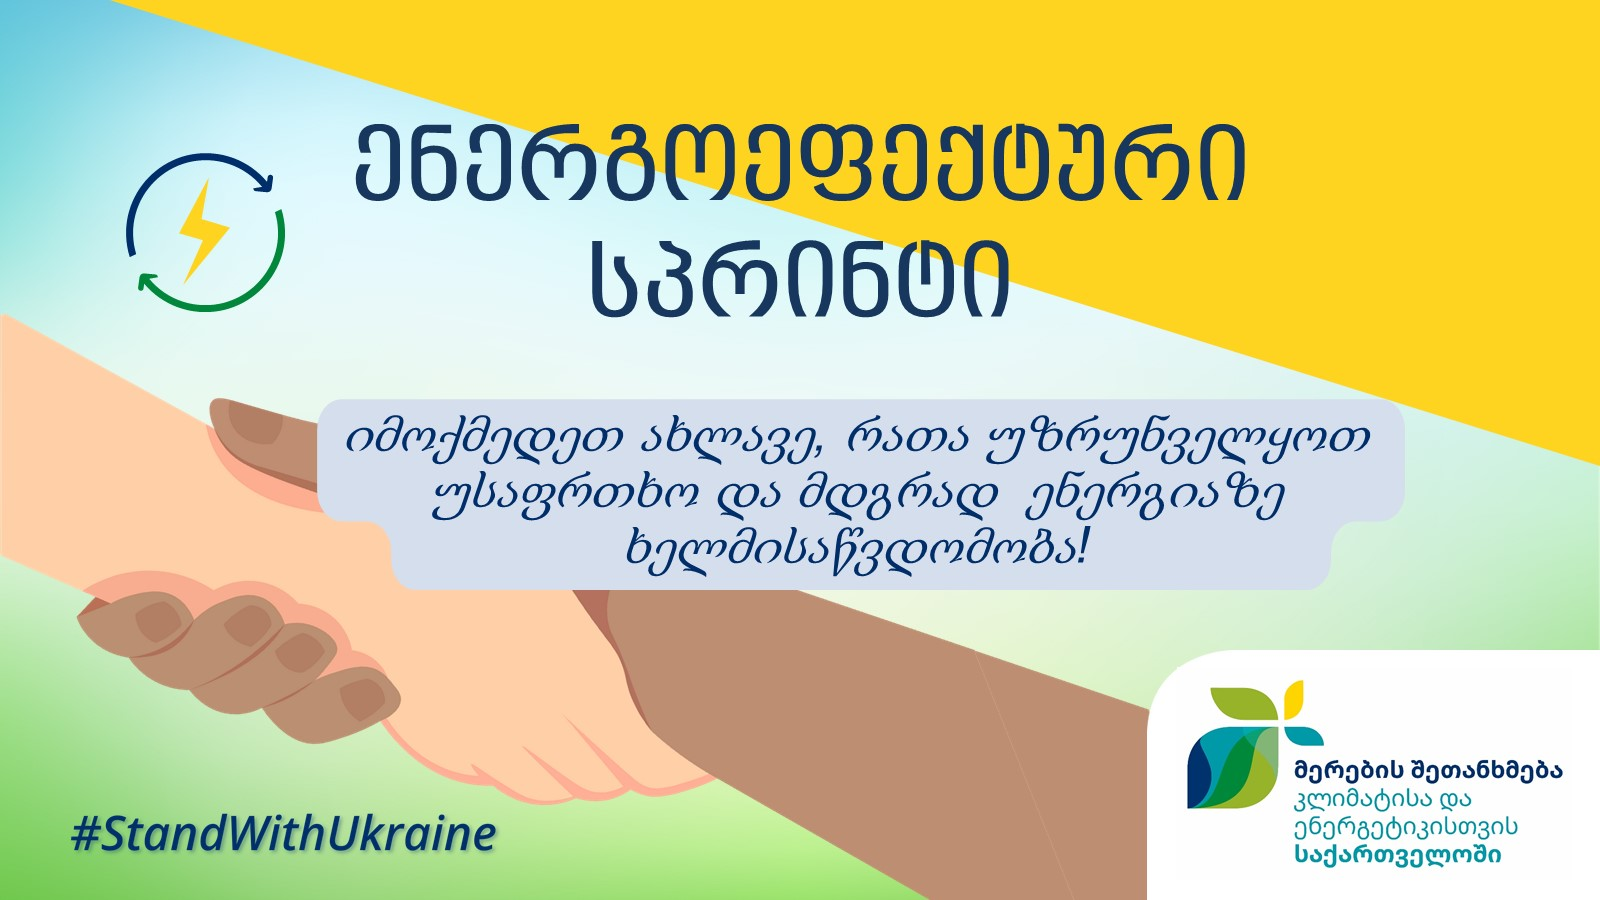 ენერგოეფექტური
სპრინტი
იმოქმედეთ ახლავე, რათა უზრუნველყოთ
უსაფრთხო და მდგრად ენერგიაზე
ხელმისაწვდომობა!
#StandWithUkraine
მერების შეთანხმება
კლიმატისა და
ენერგეტიკისთვის
საქართველოში